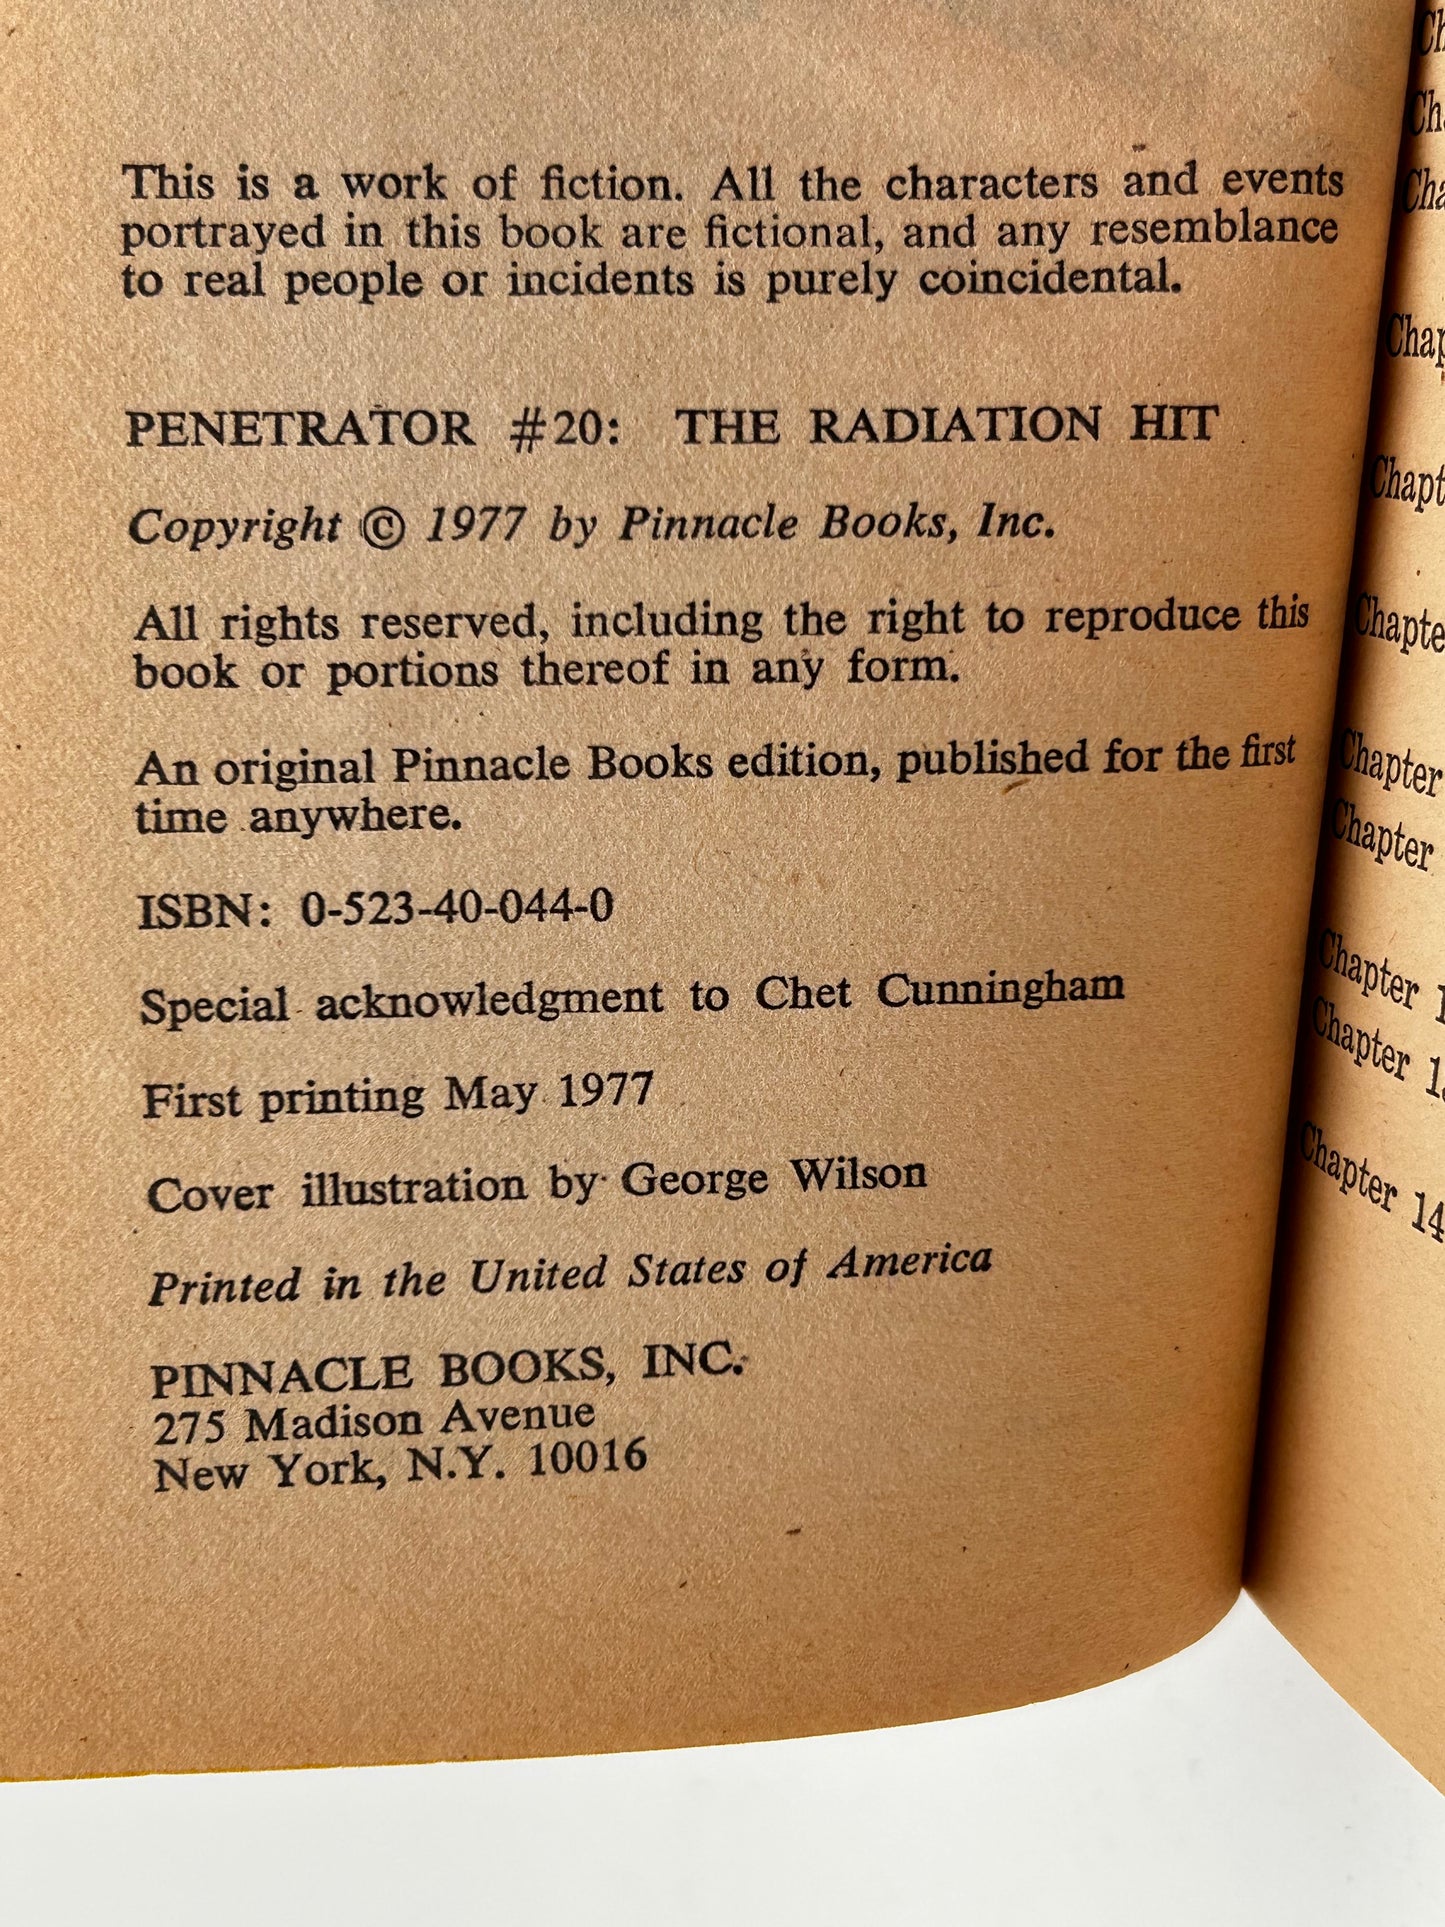 This is a work of fiction. All the characters and events
portrayed in this book are fictional, and any resemblance
to real people or incidents is purely coincidental.
PENETRATOR #20: THE RADIATION HIT
Copyright © 1977 by Pinnacle Books, Inc.
All rights reserved, including the right to reproduce this
book or portions thereof in any form.
An original Pinnacle Books edition, published for the first
time anywhere.
ISBN: 0-523-40-044-0
Special acknowledgment to Chet Cunningham
First printing May 1977
Cover illustration by George Wilson
Printed in the United States of America
PINNACLE BOOKS, INC.
275 Madison Avenue
New York, N.Y. 10016
Chapter
Chapter
Chapter
Chapter
Chapter 14